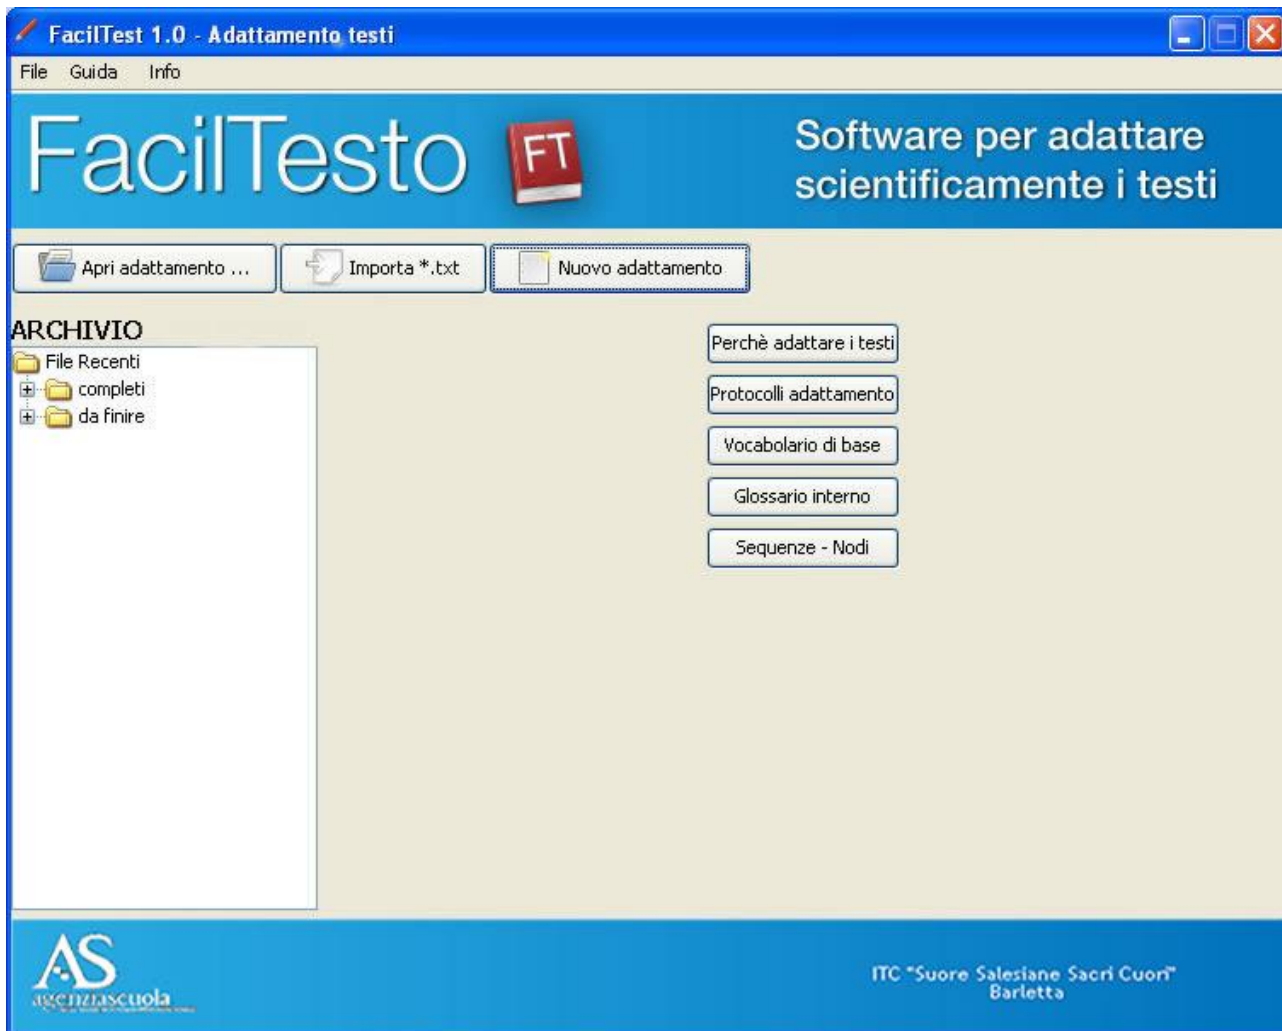 FacilTest 1.0 - Adattamento testi
File Guida Info
FacilTesto FT
Software per adattare
scientificamente i testi
Apri adattamento ... Importa *.txt Nuovo adattamento
ARCHIVIO
File Recenti
completi
da finire
Perchè adattare i testi
Protocolli adattamento
Vocabolario di base
Glossario interno
Sequenze - Nodi
AS
agenziascuola
ITC "Suore Salesiane Sacri Cuori"
Barletta